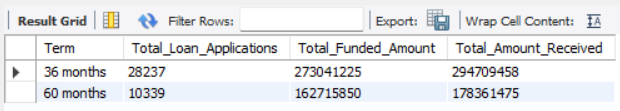 Result Grid Filter Rows: Export: Wrap Cell Content: IA
Term Total_Loan_Applications Total_Funded_Amount Total_Amount_Received
36 months 28237 273041225 294709458
60 months 10339 162715850 178361475